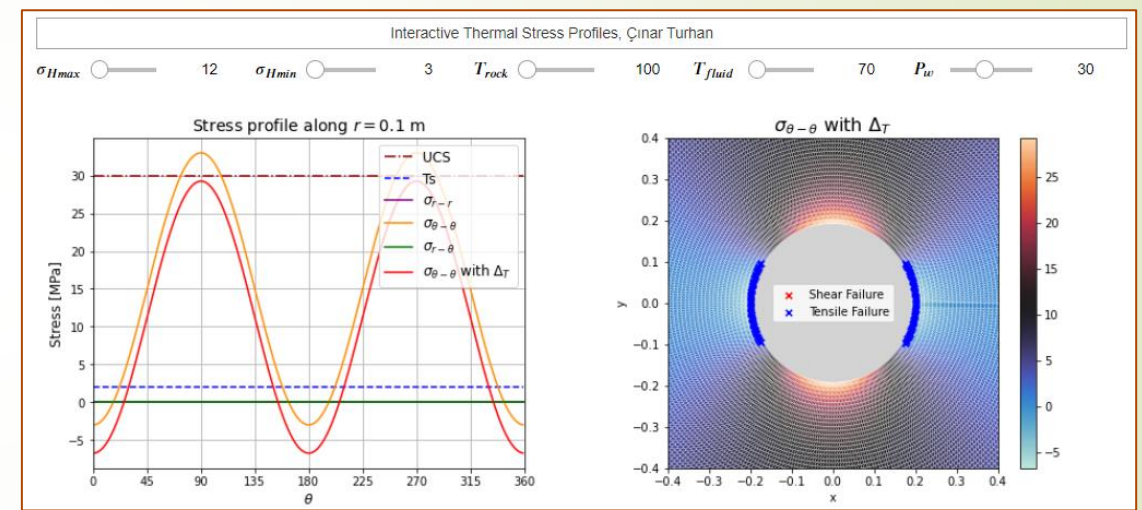 Interactive Thermal Stress Profiles, Çınar Turhan
σHmax 12 σHmin 3 Trock 100 Tfluid 70 Pw 30
Stress profile along r = 0.1 m
Stress [MPa]
30
25
20
15
10
5
0
−5
0 45 90 135 180 225 270 315 360
θ
UCS
Ts
σr−r
σθ−θ
σr−θ
σθ−θ with ΔT
σθ−θ with ΔT
y
0.4
0.3
0.2
0.1
0.0
−0.1
−0.2
−0.3
−0.4
−0.4 −0.3 −0.2 −0.1 0.0 0.1 0.2 0.3 0.4
x
Shear Failure
Tensile Failure
25
20
15
10
5
0
−5